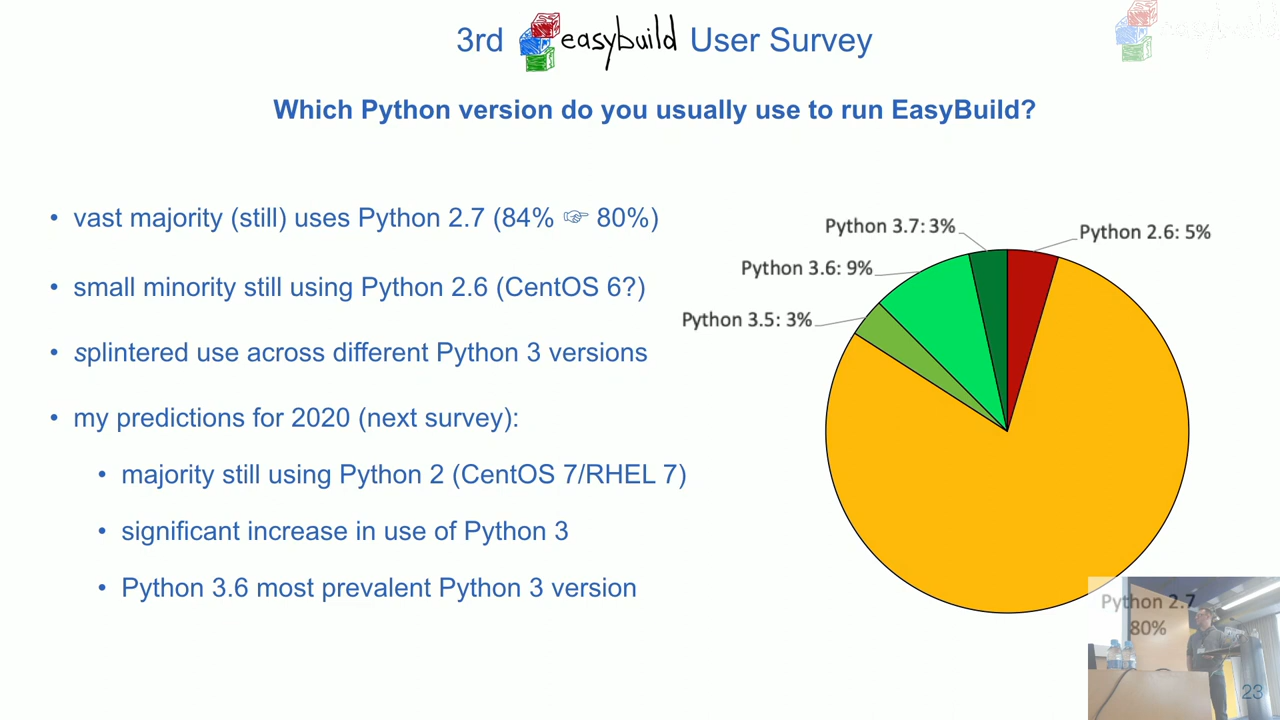 3rd easybuild User Survey
easybuild
Which Python version do you usually use to run EasyBuild?
• vast majority (still) uses Python 2.7 (84% ☞ 80%)
• small minority still using Python 2.6 (CentOS 6?)
• splintered use across different Python 3 versions
• my predictions for 2020 (next survey):
• majority still using Python 2 (CentOS 7/RHEL 7)
• significant increase in use of Python 3
• Python 3.6 most prevalent Python 3 version
Python 3.7: 3%
Python 2.6: 5%
Python 3.6: 9%
Python 3.5: 3%
Python 2.7
80%
23